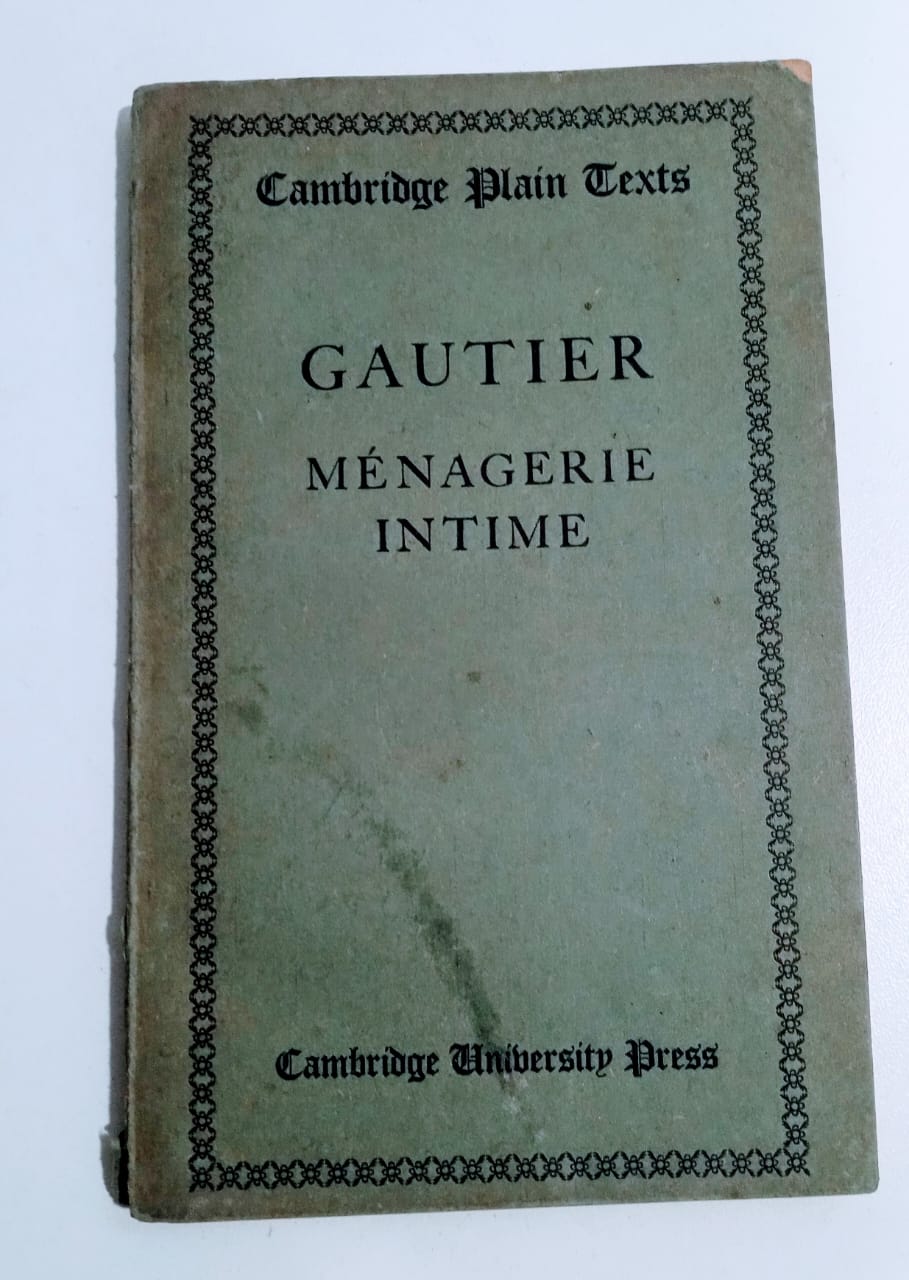 Cambridge Plain Texts
GAUTIER
MÉNAGERIE
INTIME
Cambridge University Press